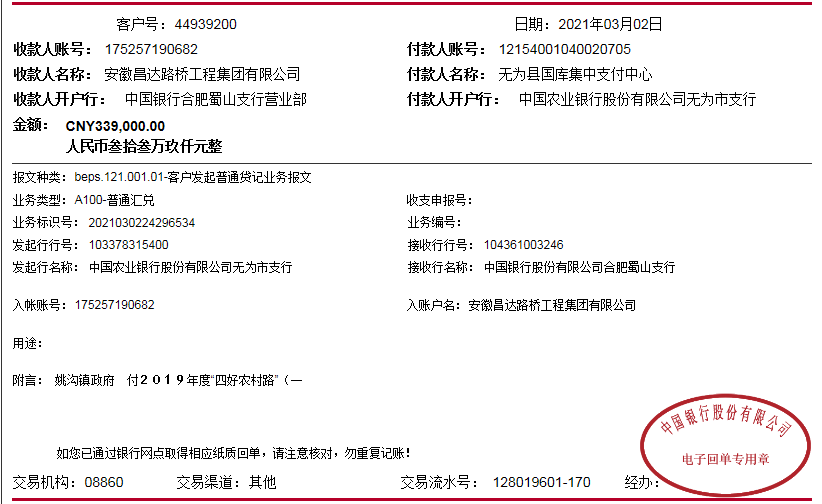 客户号：44939200 日期：2021年03月02日
收款人账号：175257190682 付款人账号：12154001040020705
收款人名称：安徽昌达路桥工程集团有限公司 付款人名称：无为县国库集中支付中心
收款人开户行：中国银行合肥蜀山支行营业部 付款人开户行：中国农业银行股份有限公司无为市支行
金额：CNY339,000.00
人民币叁拾叁万玖仟元整
报文种类：beps.121.001.01-客户发起普通贷记业务报文
业务类型：A100-普通汇兑 收支申报号：
业务标识号：2021030224296534 业务编号：
发起行行号：103378315400 接收行行号：104361003246
发起行名称：中国农业银行股份有限公司无为市支行 接收行名称：中国银行股份有限公司合肥蜀山支行
入帐账号：175257190682 入账户名：安徽昌达路桥工程集团有限公司
用途：
附言：姚沟镇政府 付２０１９年度“四好农村路”（一
中国银行股份有限公司
电子回单专用章
如您已通过银行网点取得相应纸质回单，请注意核对，勿重复记账！
交易机构：08860 交易渠道：其他 交易流水号：128019601-170 经办：